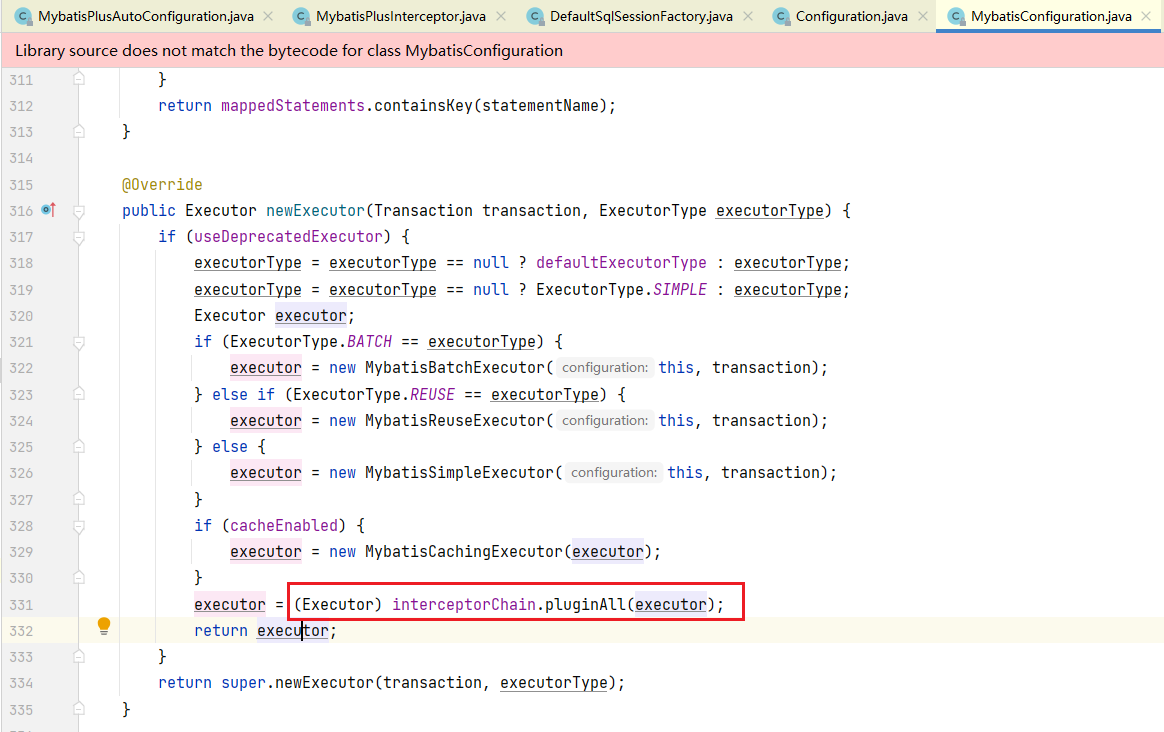 MybatisPlusAutoConfiguration.java × MybatisPlusInterceptor.java × DefaultSqlSessionFactory.java × Configuration.java × MybatisConfiguration.java ×
Library source does not match the bytecode for class MybatisConfiguration
311 }
312 return mappedStatements.containsKey(statementName);
313 }
314
315 @Override
316 public Executor newExecutor(Transaction transaction, ExecutorType executorType) {
317 if (useDeprecatedExecutor) {
318 executorType = executorType == null ? defaultExecutorType : executorType;
319 executorType = executorType == null ? ExecutorType.SIMPLE : executorType;
320 Executor executor;
321 if (ExecutorType.BATCH == executorType) {
322 executor = new MybatisBatchExecutor( configuration: this, transaction);
323 } else if (ExecutorType.REUSE == executorType) {
324 executor = new MybatisReuseExecutor( configuration: this, transaction);
325 } else {
326 executor = new MybatisSimpleExecutor( configuration: this, transaction);
327 }
328 if (cacheEnabled) {
329 executor = new MybatisCachingExecutor(executor);
330 }
331 executor = (Executor) interceptorChain.pluginAll(executor);
332 return executor;
333 }
334 return super.newExecutor(transaction, executorType);
335 }